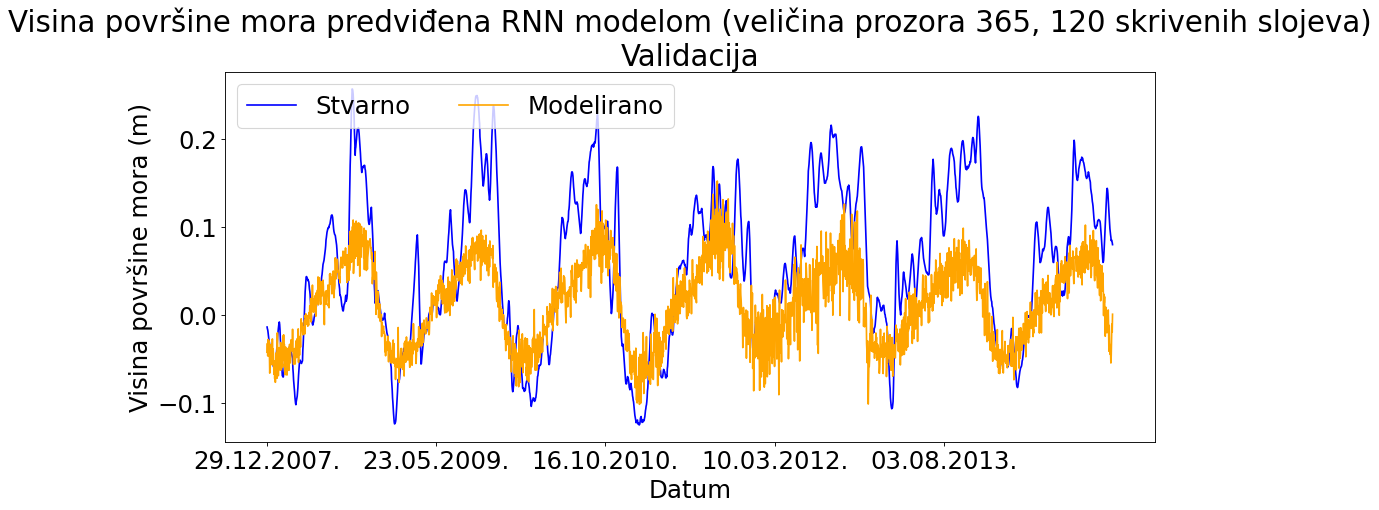 Visina površine mora predviđena RNN modelom (veličina prozora 365, 120 skrivenih slojeva)
Validacija
Stvarno
Modelirano
Visina površine mora (m)
0.2
0.1
0.0
−0.1
29.12.2007.
23.05.2009.
16.10.2010.
10.03.2012.
03.08.2013.
Datum